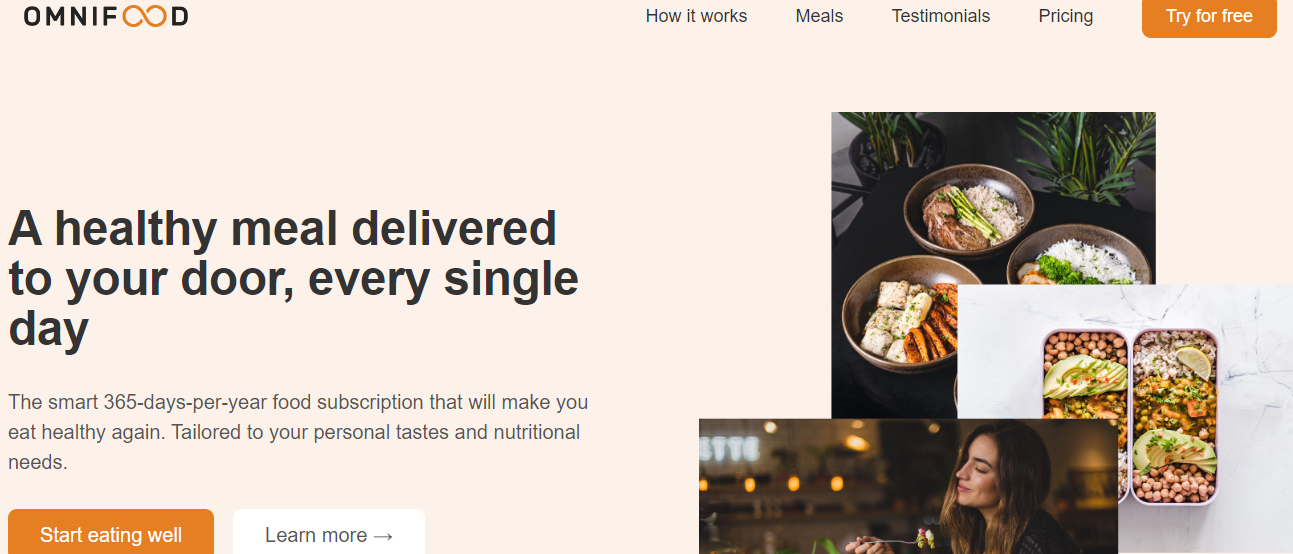 OMNIFOOD
How it works
Meals
Testimonials
Pricing
Try for free
A healthy meal delivered
to your door, every single
day
The smart 365-days-per-year food subscription that will make you
eat healthy again. Tailored to your personal tastes and nutritional
needs.
Start eating well
Learn more →